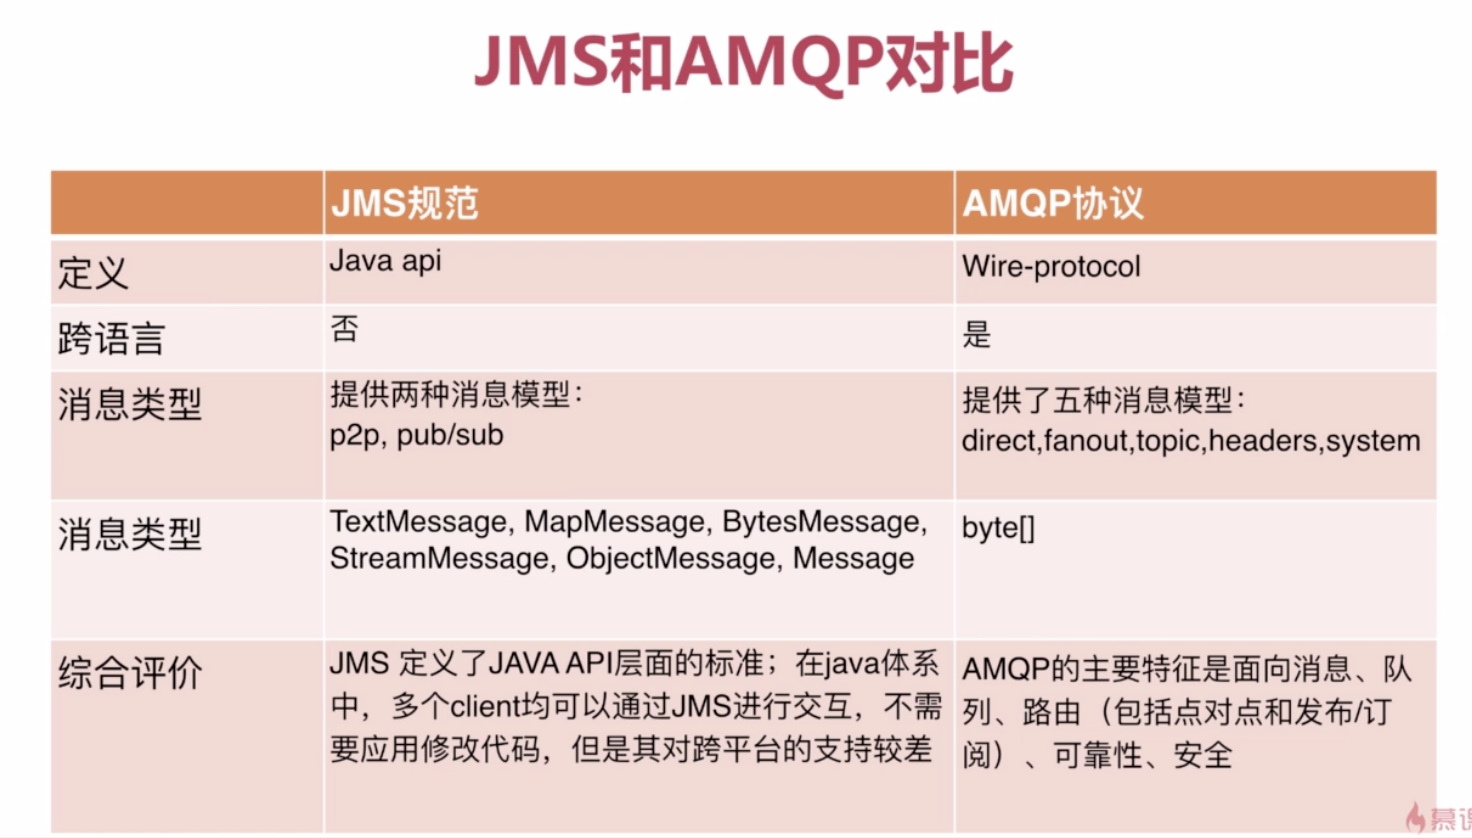 JMS和AMQP对比
JMS规范
AMQP协议
定义
Java api
Wire-protocol
跨语言
否
是
消息类型
提供两种消息模型：
p2p, pub/sub
提供了五种消息模型：
direct,fanout,topic,headers,system
消息类型
TextMessage, MapMessage, BytesMessage,
StreamMessage, ObjectMessage, Message
byte[]
综合评价
JMS 定义了JAVA API层面的标准；在java体系
中，多个client均可以通过JMS进行交互，不需
要应用修改代码，但是其对跨平台的支持较差
AMQP的主要特征是面向消息、队
列、路由（包括点对点和发布/订
阅）、可靠性、安全
慕